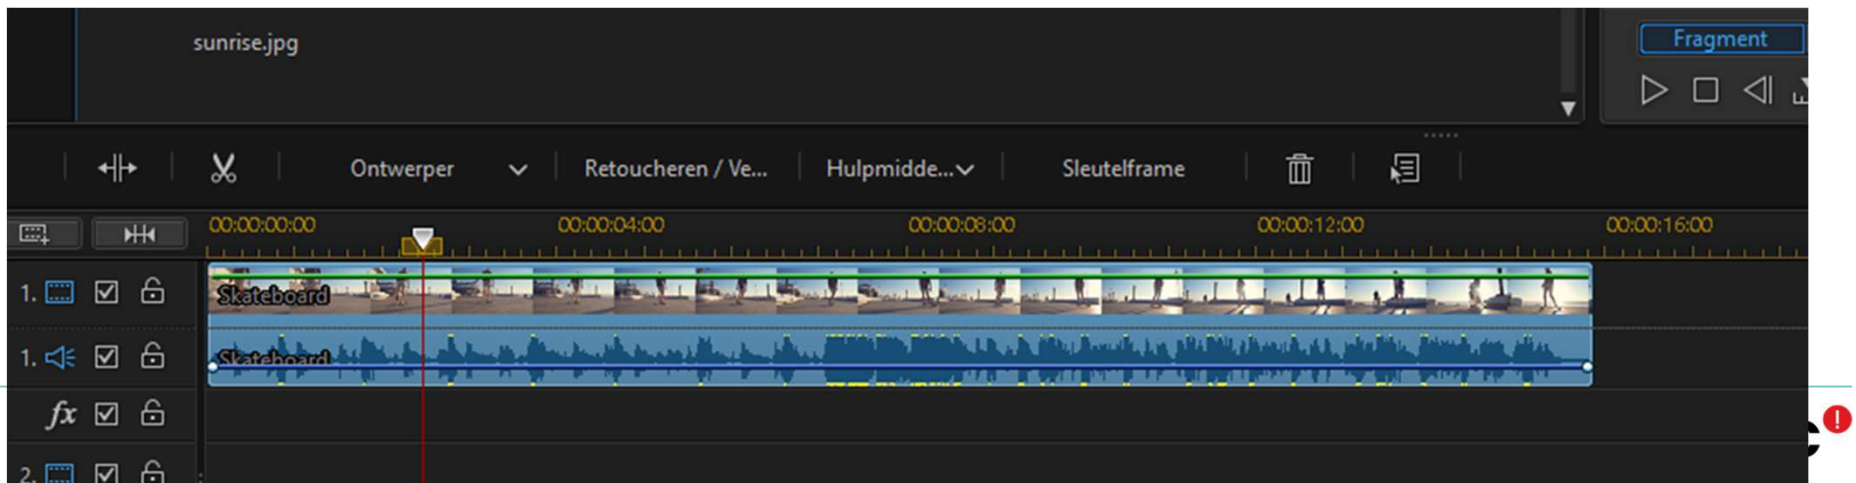 sunrise.jpg
Fragment
Ontwerper
Retoucheren / Ve...
Hulpmidde...
Sleutelframe
00:00:00:00
00:00:04:00
00:00:08:00
00:00:12:00
00:00:16:00
1.
Skateboard
1.
Skateboard
fx
2.